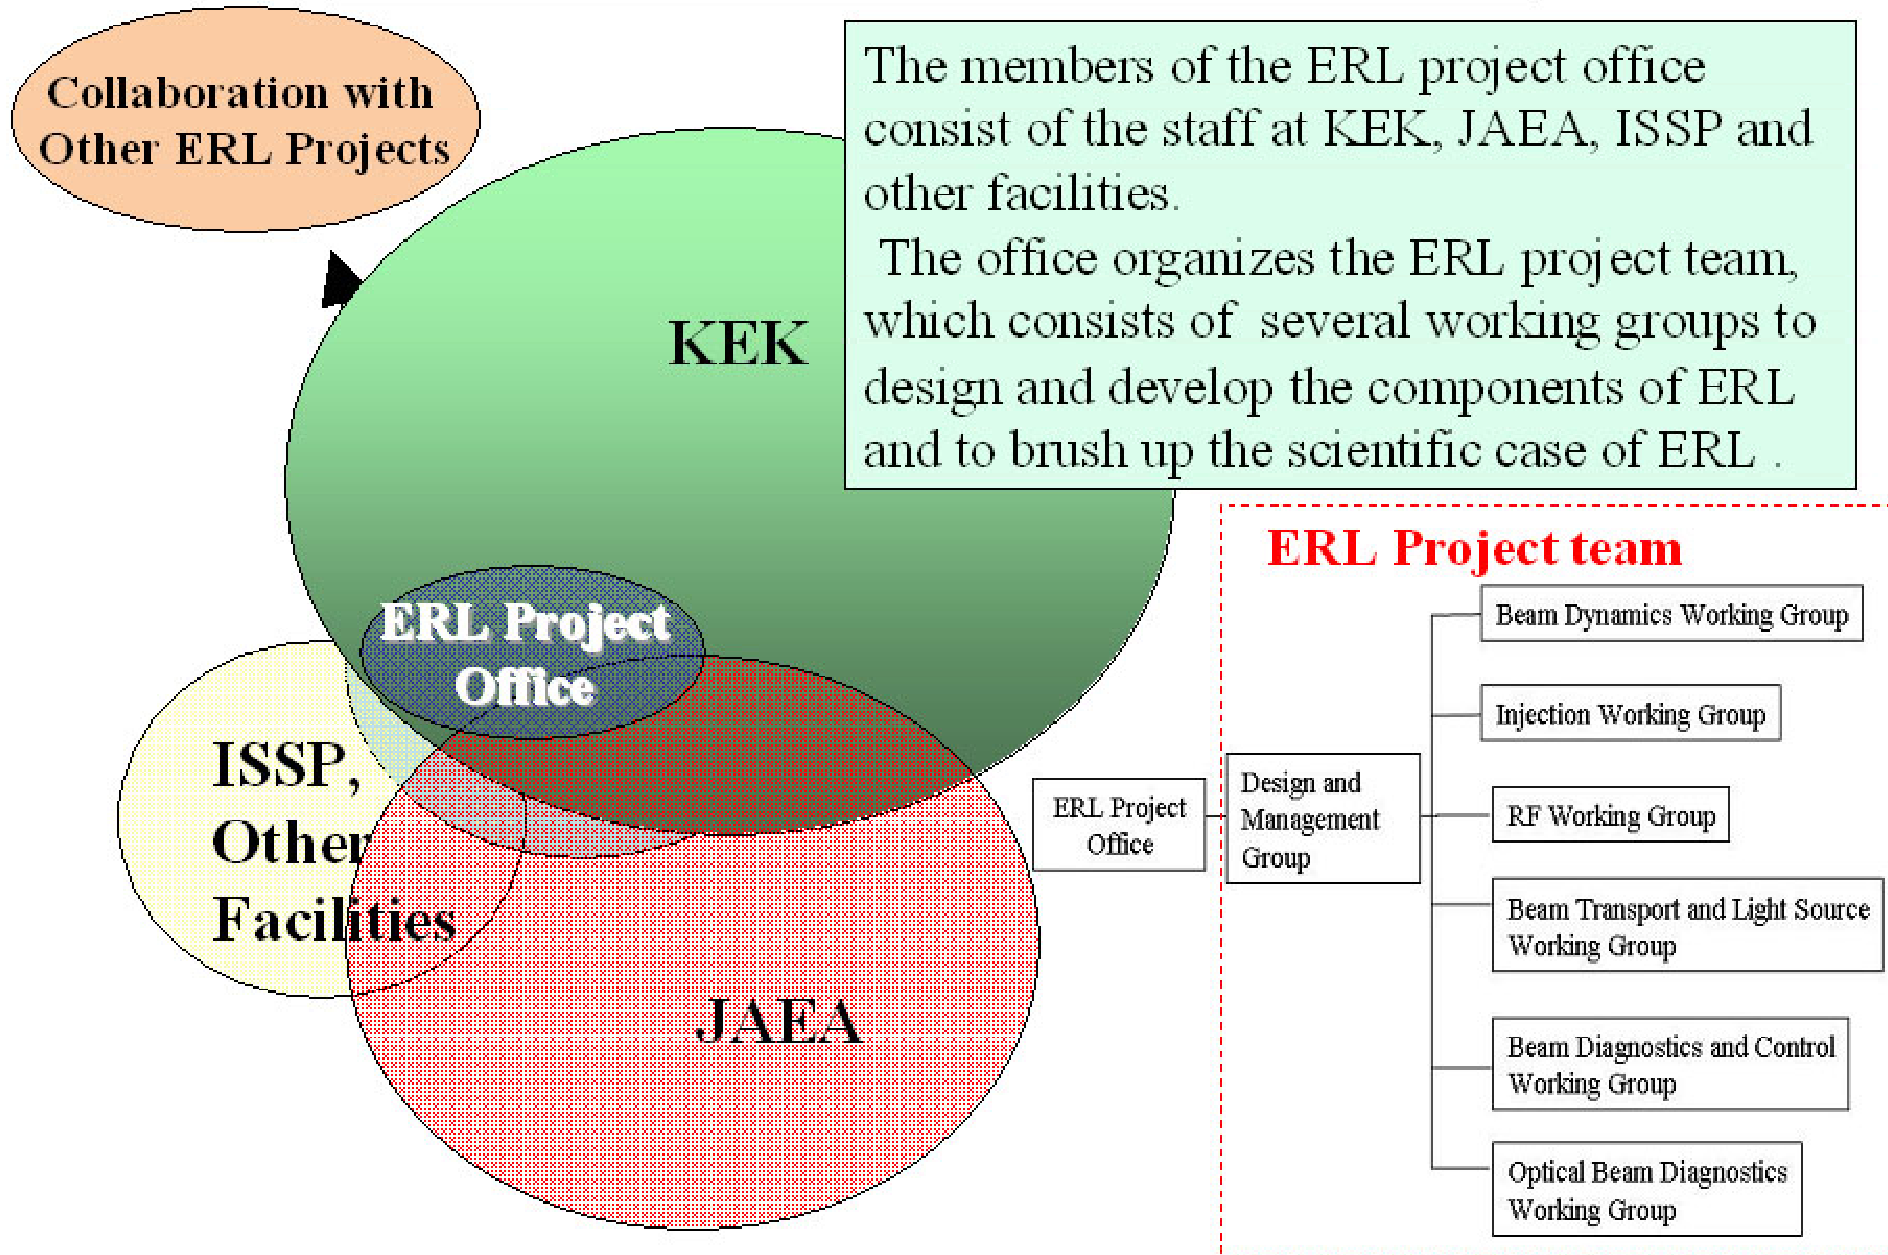 Collaboration with
Other ERL Projects
The members of the ERL project office
consist of the staff at KEK, JAEA, ISSP and
other facilities.
The office organizes the ERL project team,
which consists of several working groups to
design and develop the components of ERL
and to brush up the scientific case of ERL .
KEK
ERL Project
Office
ISSP,
Other
Facilities
JAEA
ERL Project team
ERL Project
Office
Design and
Management
Group
Beam Dynamics Working Group
Injection Working Group
RF Working Group
Beam Transport and Light Source
Working Group
Beam Diagnostics and Control
Working Group
Optical Beam Diagnostics
Working Group